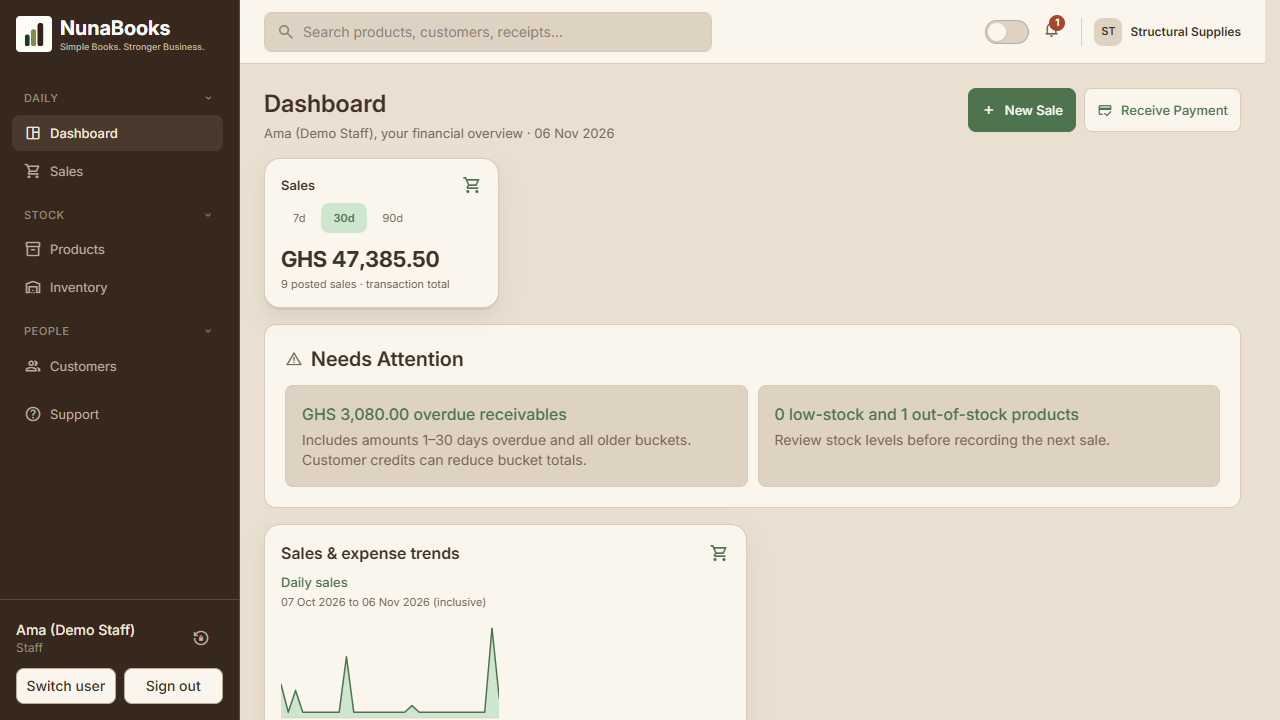 NunaBooks
Simple Books. Stronger Business.
DAILY
Dashboard
Sales
STOCK
Products
Inventory
PEOPLE
Customers
Support
Ama (Demo Staff)
Staff
Switch user
Sign out
Search products, customers, receipts...
1
ST
Structural Supplies
Dashboard
Ama (Demo Staff), your financial overview · 06 Nov 2026
+ New Sale
Receive Payment
Sales
7d 30d 90d
GHS 47,385.50
9 posted sales · transaction total
Needs Attention
GHS 3,080.00 overdue receivables
Includes amounts 1–30 days overdue and all older buckets.
Customer credits can reduce bucket totals.
0 low-stock and 1 out-of-stock products
Review stock levels before recording the next sale.
Sales & expense trends
Daily sales
07 Oct 2026 to 06 Nov 2026 (inclusive)